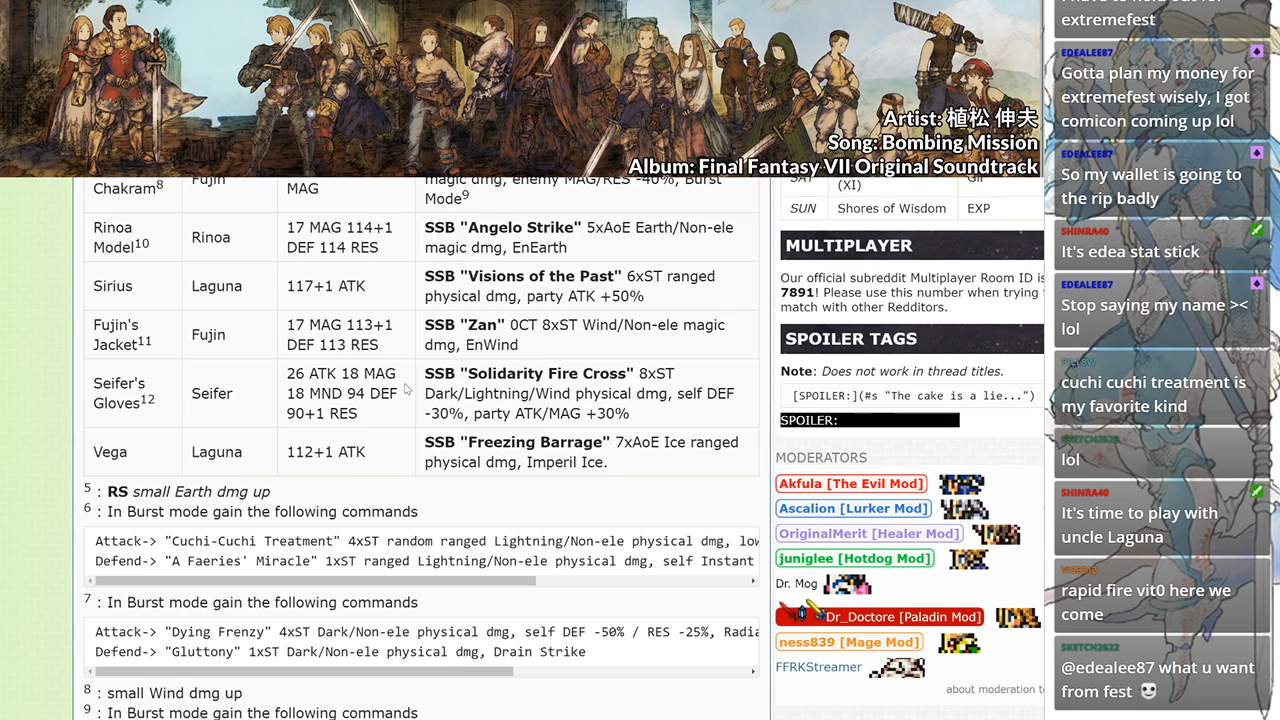 Artist: 植松 伸夫
Song: Bombing Mission
Album: Final Fantasy VII Original Soundtrack
Chakram8
Fujin
MAG
magic dmg, enemy MAG/RES -40%, Burst
Mode9
Rinoa
Model10
Rinoa
17 MAG 114+1
DEF 114 RES
SSB "Angelo Strike" 5xAoE Earth/Non-ele
magic dmg, EnEarth
Sirius
Laguna
117+1 ATK
SSB "Visions of the Past" 6xST ranged
physical dmg, party ATK +50%
Fujin's
Jacket11
Fujin
17 MAG 113+1
DEF 113 RES
SSB "Zan" 0CT 8xST Wind/Non-ele magic
dmg, EnWind
Seifer's
Gloves12
Seifer
26 ATK 18 MAG
18 MND 94 DEF
90+1 RES
SSB "Solidarity Fire Cross" 8xST
Dark/Lightning/Wind physical dmg, self DEF
-30%, party ATK/MAG +30%
Vega
Laguna
112+1 ATK
SSB "Freezing Barrage" 7xAoE Ice ranged
physical dmg, Imperil Ice.
5 : RS small Earth dmg up
6 : In Burst mode gain the following commands
Attack-> "Cuchi-Cuchi Treatment" 4xST random ranged Lightning/Non-ele physical dmg, lo
Defend-> "A Faeries' Miracle" 1xST ranged Lightning/Non-ele physical dmg, self Instant
7 : In Burst mode gain the following commands
Attack-> "Dying Frenzy" 4xST Dark/Non-ele physical dmg, self DEF -50% / RES -25%, Radia
Defend-> "Gluttony" 1xST Dark/Non-ele physical dmg, Drain Strike
8 : small Wind dmg up
9 : In Burst mode gain the following commands
(XI)
SUN
Shores of Wisdom
EXP
MULTIPLAYER
Our official subreddit Multiplayer Room ID is
7891! Please use this number when trying
match with other Redditors.
SPOILER TAGS
Note: Does not work in thread titles.
[SPOILER:](#s "The cake is a lie...")
SPOILER:
MODERATORS
Akfula [The Evil Mod]
Ascalion [Lurker Mod]
OriginalMerit [Healer Mod]
juniglee [Hotdog Mod]
Dr. Mog
Dr_Doctore [Paladin Mod]
ness839 [Mage Mod]
FFRKStreamer
about moderation t
extremefest
EDEALEE87
Gotta plan my money for
extremefest wisely, I got
comicon coming up lol
EDEALEE87
So my wallet is going to
the rip badly
SHINRA40
It's edea stat stick
EDEALEE87
Stop saying my name ><
lol
cuchi cuchi treatment is
my favorite kind
SKETCH2622
lol
SHINRA40
It's time to play with
uncle Laguna
rapid fire vit0 here we
come
SKETCH2622
@edealee87 what u want
from fest